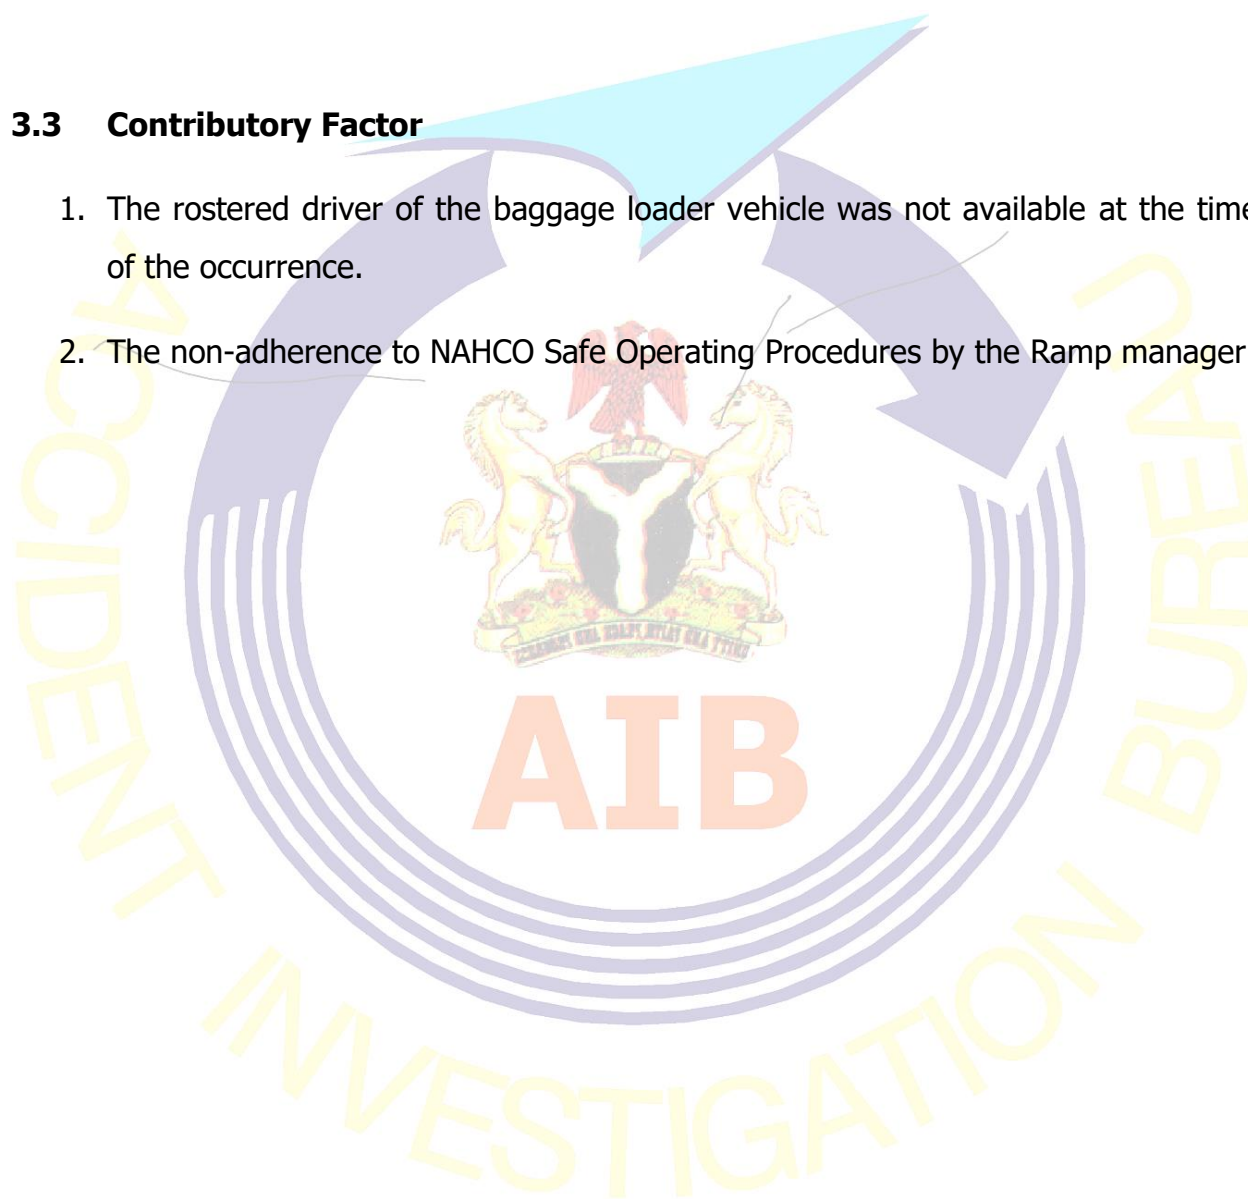 3.3 Contributory Factor
1. The rostered driver of the baggage loader vehicle was not available at the time
of the occurrence.
2. The non-adherence to NAHCO Safe Operating Procedures by the Ramp manager
AIB
ACCIDENT INVESTIGATION BUREAU